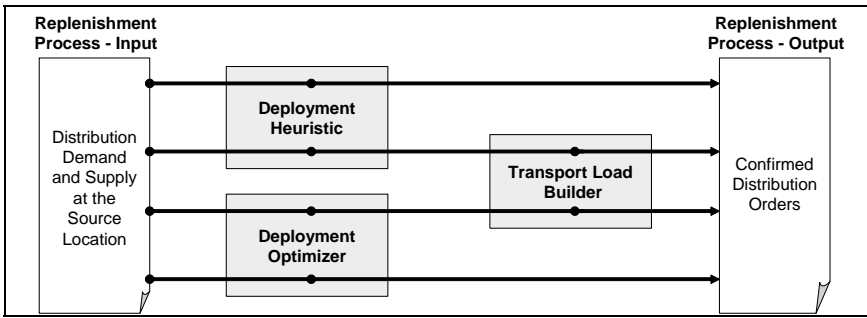 Replenishment
Process - Input
Replenishment
Process - Output
Deployment
Heuristic
Distribution
Demand
and Supply
at the
Source
Location
Transport Load
Builder
Confirmed
Distribution
Orders
Deployment
Optimizer